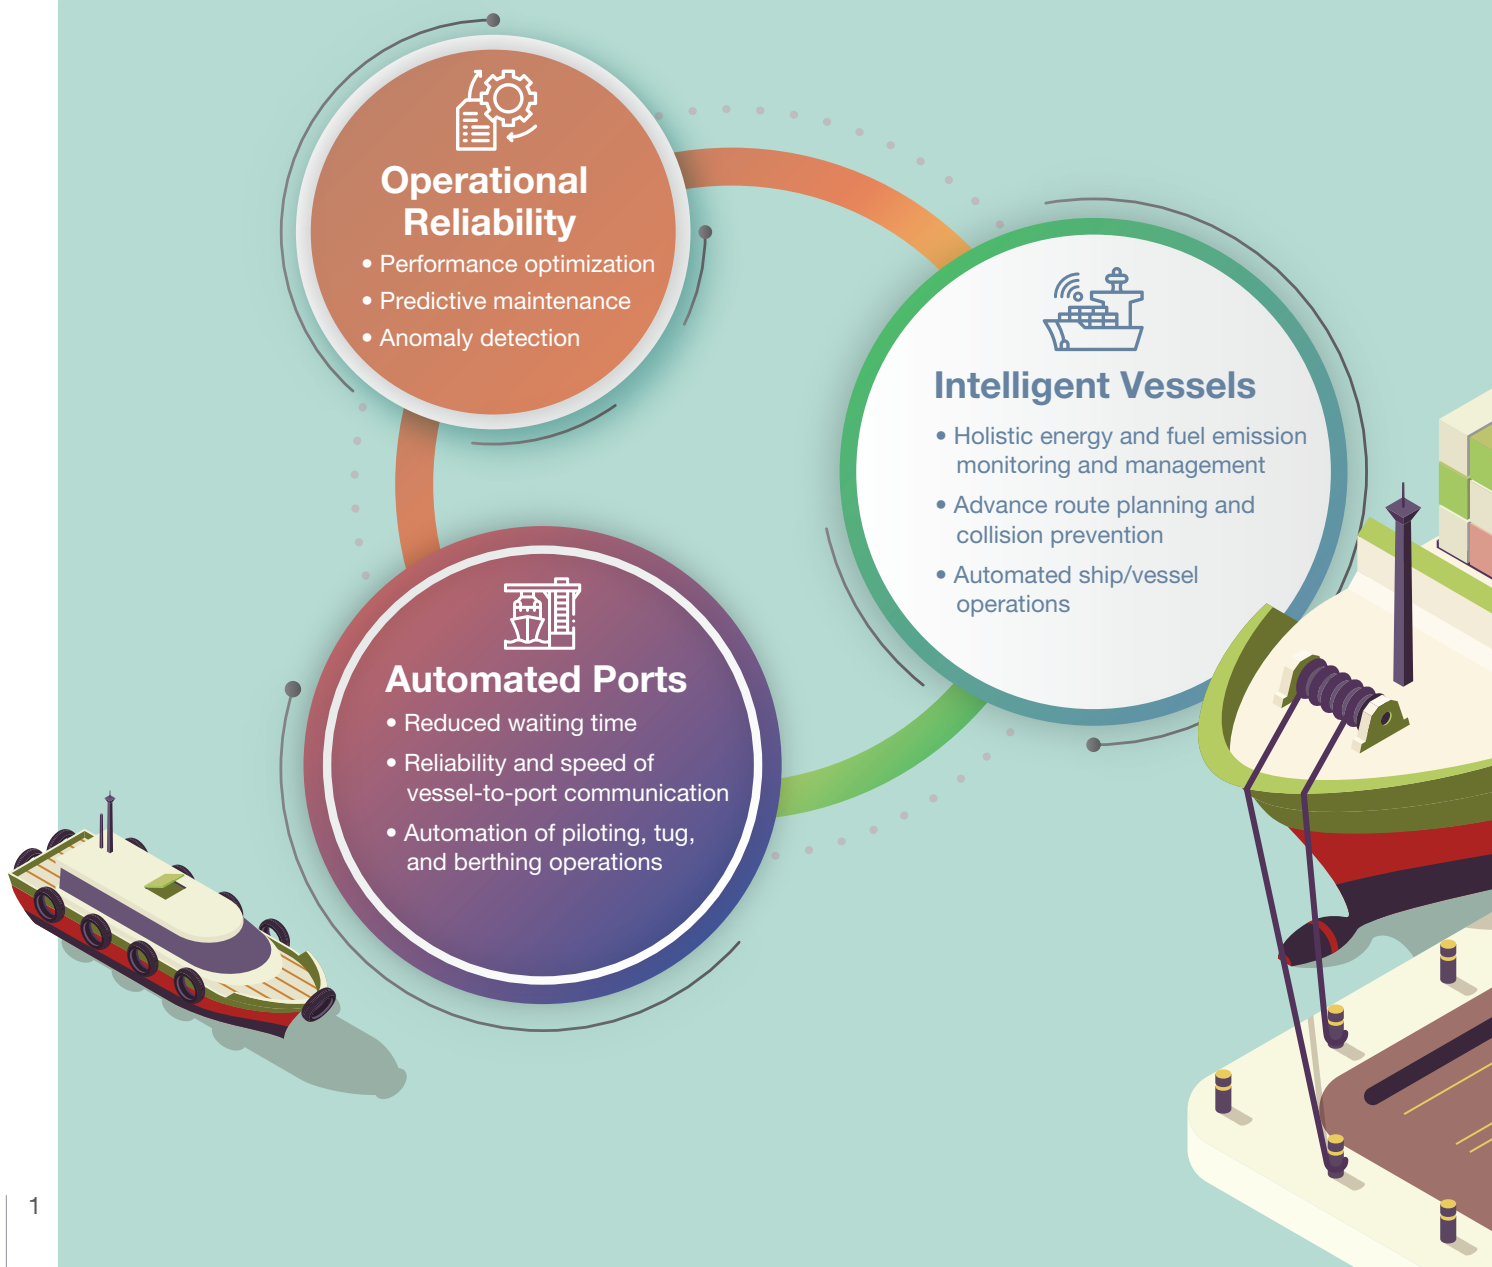 Operational
Reliability
• Performance optimization
• Predictive maintenance
• Anomaly detection
Intelligent Vessels
• Holistic energy and fuel emission
monitoring and management
• Advance route planning and
collision prevention
• Automated ship/vessel
operations
Automated Ports
• Reduced waiting time
• Reliability and speed of
vessel-to-port communication
• Automation of piloting, tug,
and berthing operations
1